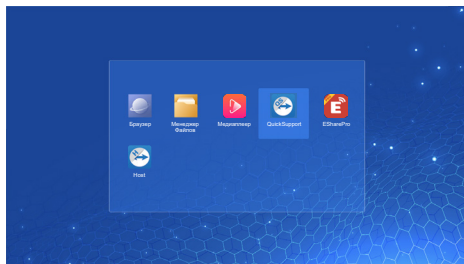 Браузер
Менеджер
Файлов
Медиаплеер
QuickSupport
ESharePro
Host